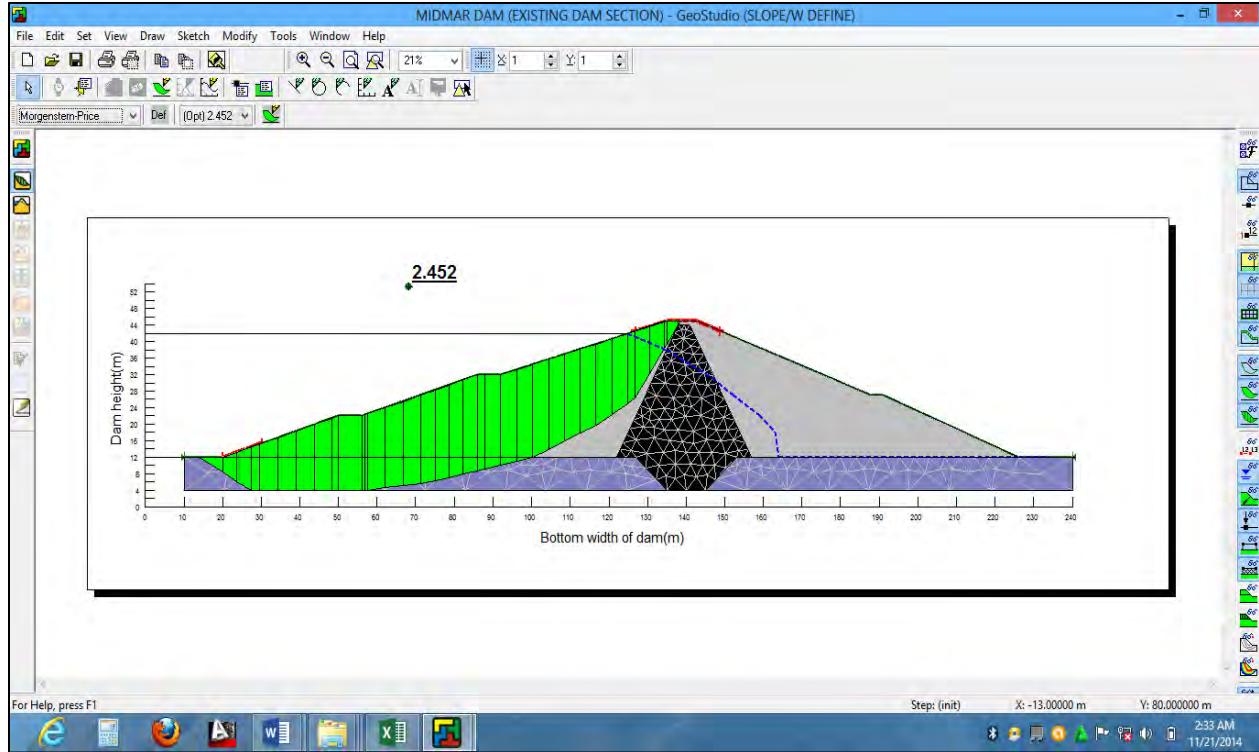 MIDMAR DAM (EXISTING DAM SECTION) - GeoStudio (SLOPE/W DEFINE)
File Edit Set View Draw Sketch Modify Tools Window Help
21% 1 Y: 1
Morgenstern-Price Def (Opt) 2.452
2.452
52
48
44
40
36
32
28
24
20
16
12
8
4
0
Dam height(m)
0 10 20 30 40 50 60 70 80 90 100 110 120 130 140 150 160 170 180 190 200 210 220 230 240
Bottom width of dam(m)
For Help, press F1 Step: (init) X: -13.00000 m Y: 80.000000 m
2:33 AM
11/21/2014